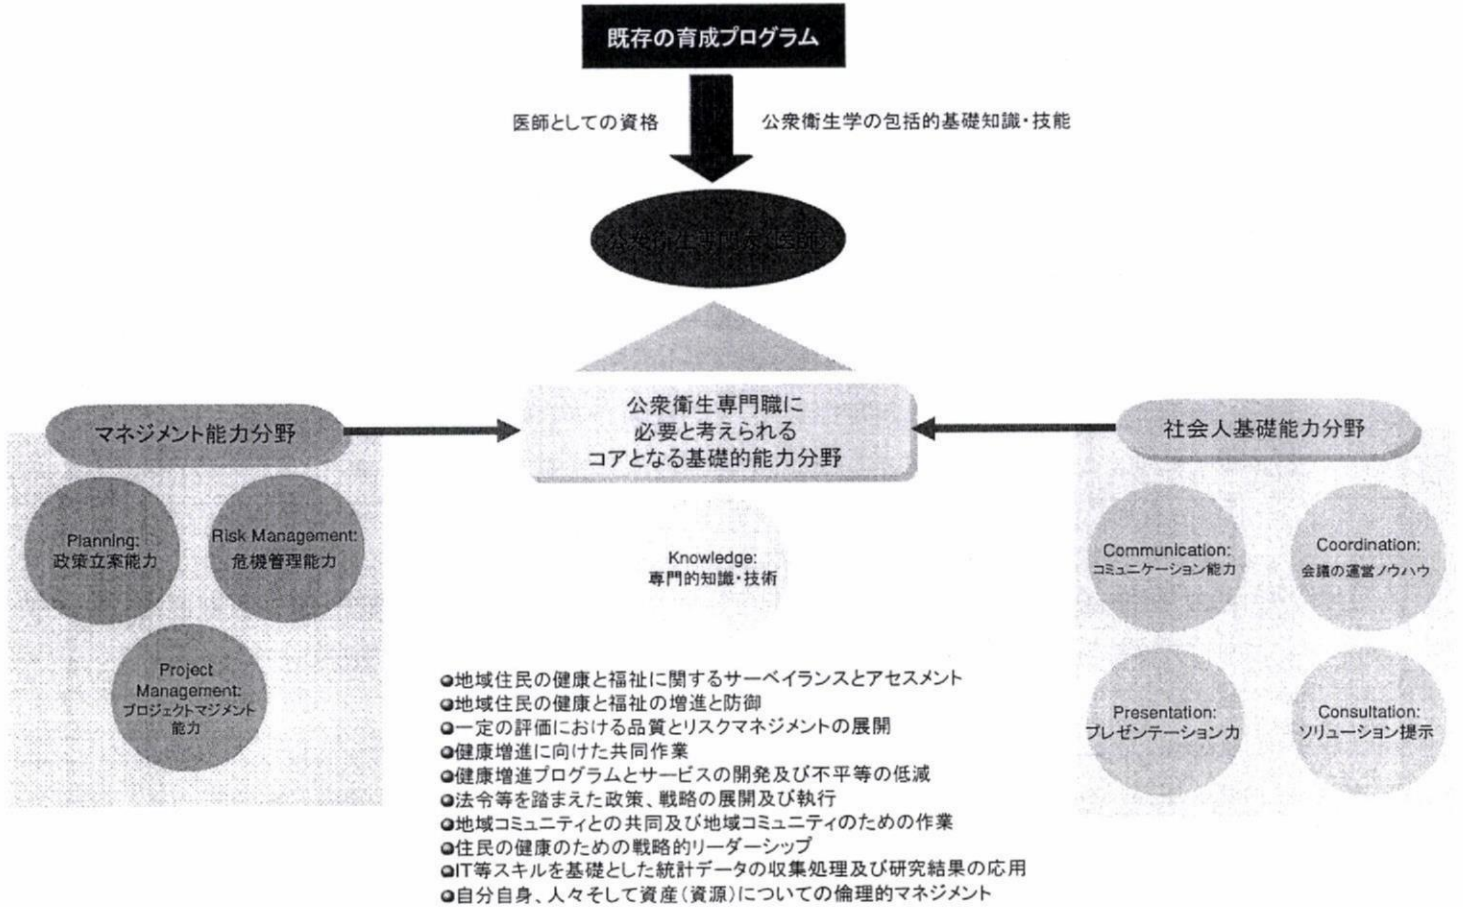 既存の育成プログラム
医師としての資格
公衆衛生学の包括的基礎知識・技能
公衆衛生専門
医師
公衆衛生専門職に
必要と考えられる
コアとなる基礎的能力分野
マネジメント能力分野
Planning:
政策立案能力
Risk Management:
危機管理能力
Project
Management:
プロジェクトマジメント
能力
Knowledge:
専門的知識・技術
社会人基礎能力分野
Communication:
コミュニケーション能力
Coordination:
会議の運営ノウハウ
Presentation:
プレゼンテーション力
Consultation:
ソリューション提示
●地域住民の健康と福祉に関するサーベイランスとアセスメント
●地域住民の健康と福祉の増進と防御
●一定の評価における品質とリスクマネジメントの展開
●健康増進に向けた共同作業
●健康増進プログラムとサービスの開発及び不平等の低減
●法令等を踏まえた政策、戦略の展開及び執行
●地域コミュニティとの共同及び地域コミュニティのための作業
●住民の健康のための戦略的リーダーシップ
●IT等スキルを基礎とした統計データの収集処理及び研究結果の応用
●自分自身、人々そして資産(資源)についての倫理的マネジメント